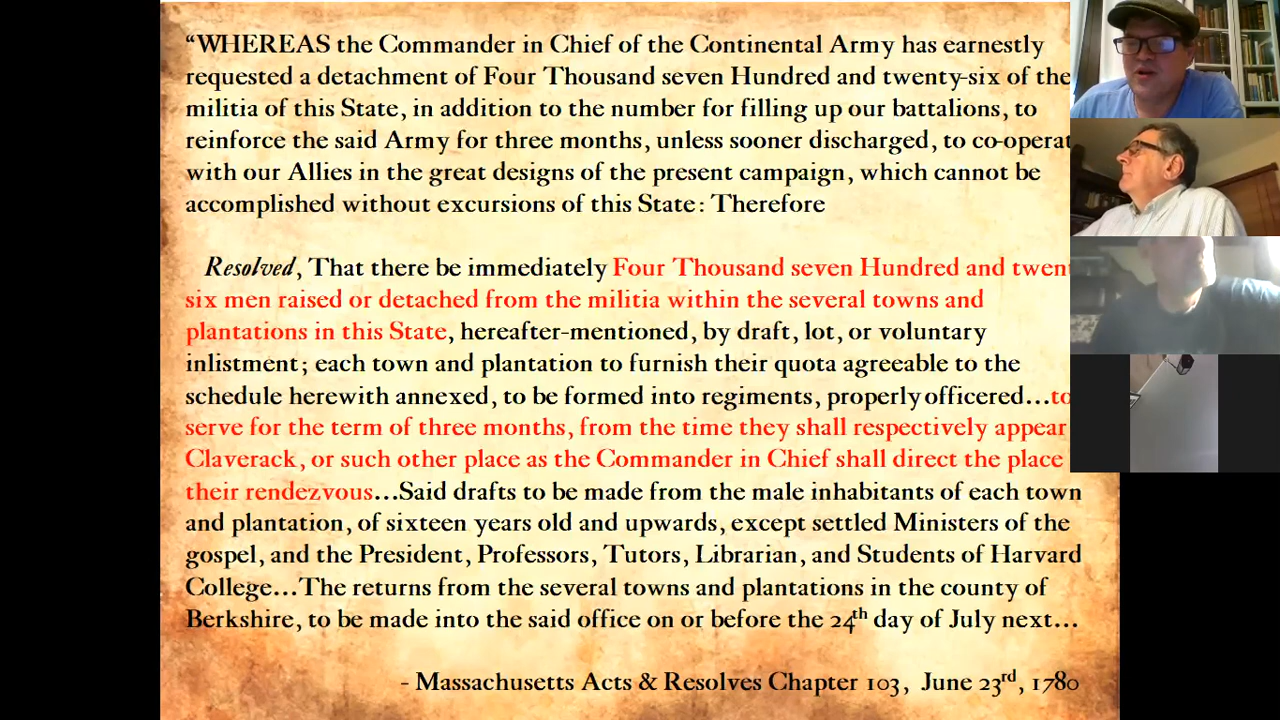 “WHEREAS the Commander in Chief of the Continental Army has earnestly
requested a detachment of Four Thousand seven Hundred and twenty-six of the
militia of this State, in addition to the number for filling up our battalions, to
reinforce the said Army for three months, unless sooner discharged, to co-operat
with our Allies in the great designs of the present campaign, which cannot be
accomplished without excursions of this State: Therefore
Resolved, That there be immediately Four Thousand seven Hundred and twen
six men raised or detached from the militia within the several towns and
plantations in this State, hereafter-mentioned, by draft, lot, or voluntary
inlistment; each town and plantation to furnish their quota agreeable to the
schedule herewith annexed, to be formed into regiments, properly officered…to
serve for the term of three months, from the time they shall respectively appear
Claverack, or such other place as the Commander in Chief shall direct the place
their rendezvous…Said drafts to be made from the male inhabitants of each town
and plantation, of sixteen years old and upwards, except settled Ministers of the
gospel, and the President, Professors, Tutors, Librarian, and Students of Harvard
College…The returns from the several towns and plantations in the county of
Berkshire, to be made into the said office on or before the 24th day of July next…
- Massachusetts Acts & Resolves Chapter 103, June 23rd, 1780